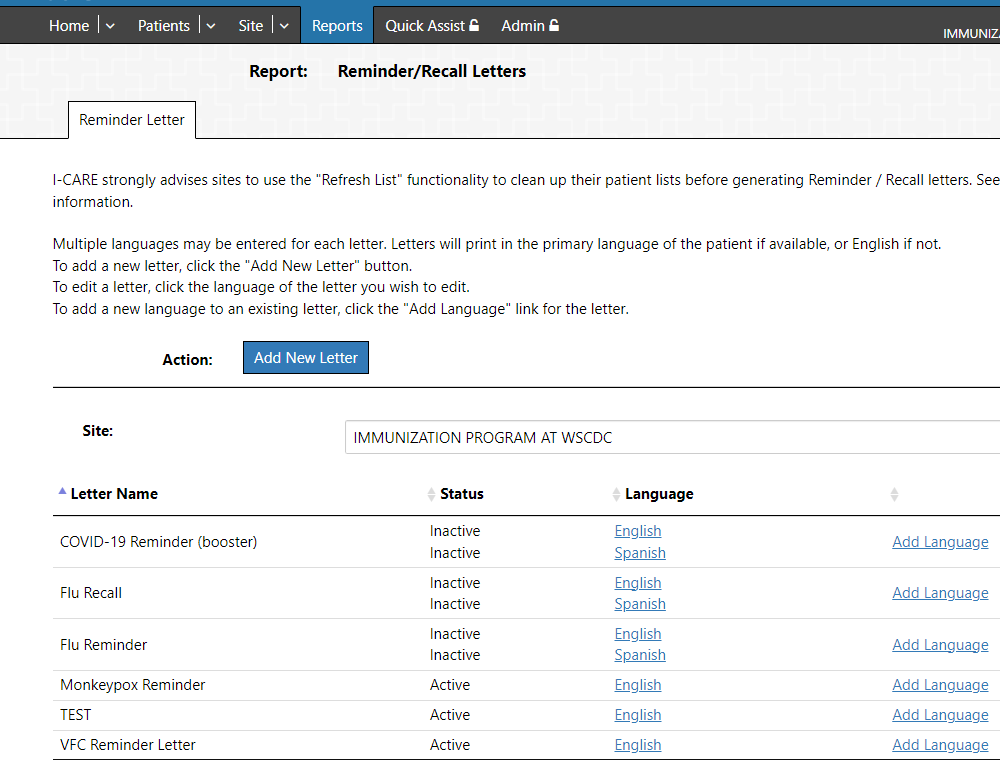 Home Patients Site Reports Quick Assist Admin
IMMUNIZA
Report: Reminder/Recall Letters
Reminder Letter
I-CARE strongly advises sites to use the "Refresh List" functionality to clean up their patient lists before generating Reminder / Recall letters. See
information.
Multiple languages may be entered for each letter. Letters will print in the primary language of the patient if available, or English if not.
To add a new letter, click the "Add New Letter" button.
To edit a letter, click the language of the letter you wish to edit.
To add a new language to an existing letter, click the "Add Language" link for the letter.
Action: Add New Letter
Site: IMMUNIZATION PROGRAM AT WSCDC
Letter Name Status Language
COVID-19 Reminder (booster) Inactive English Add Language
Inactive Spanish
Flu Recall Inactive English Add Language
Inactive Spanish
Flu Reminder Inactive English Add Language
Inactive Spanish
Monkeypox Reminder Active English Add Language
TEST Active English Add Language
VFC Reminder Letter Active English Add Language